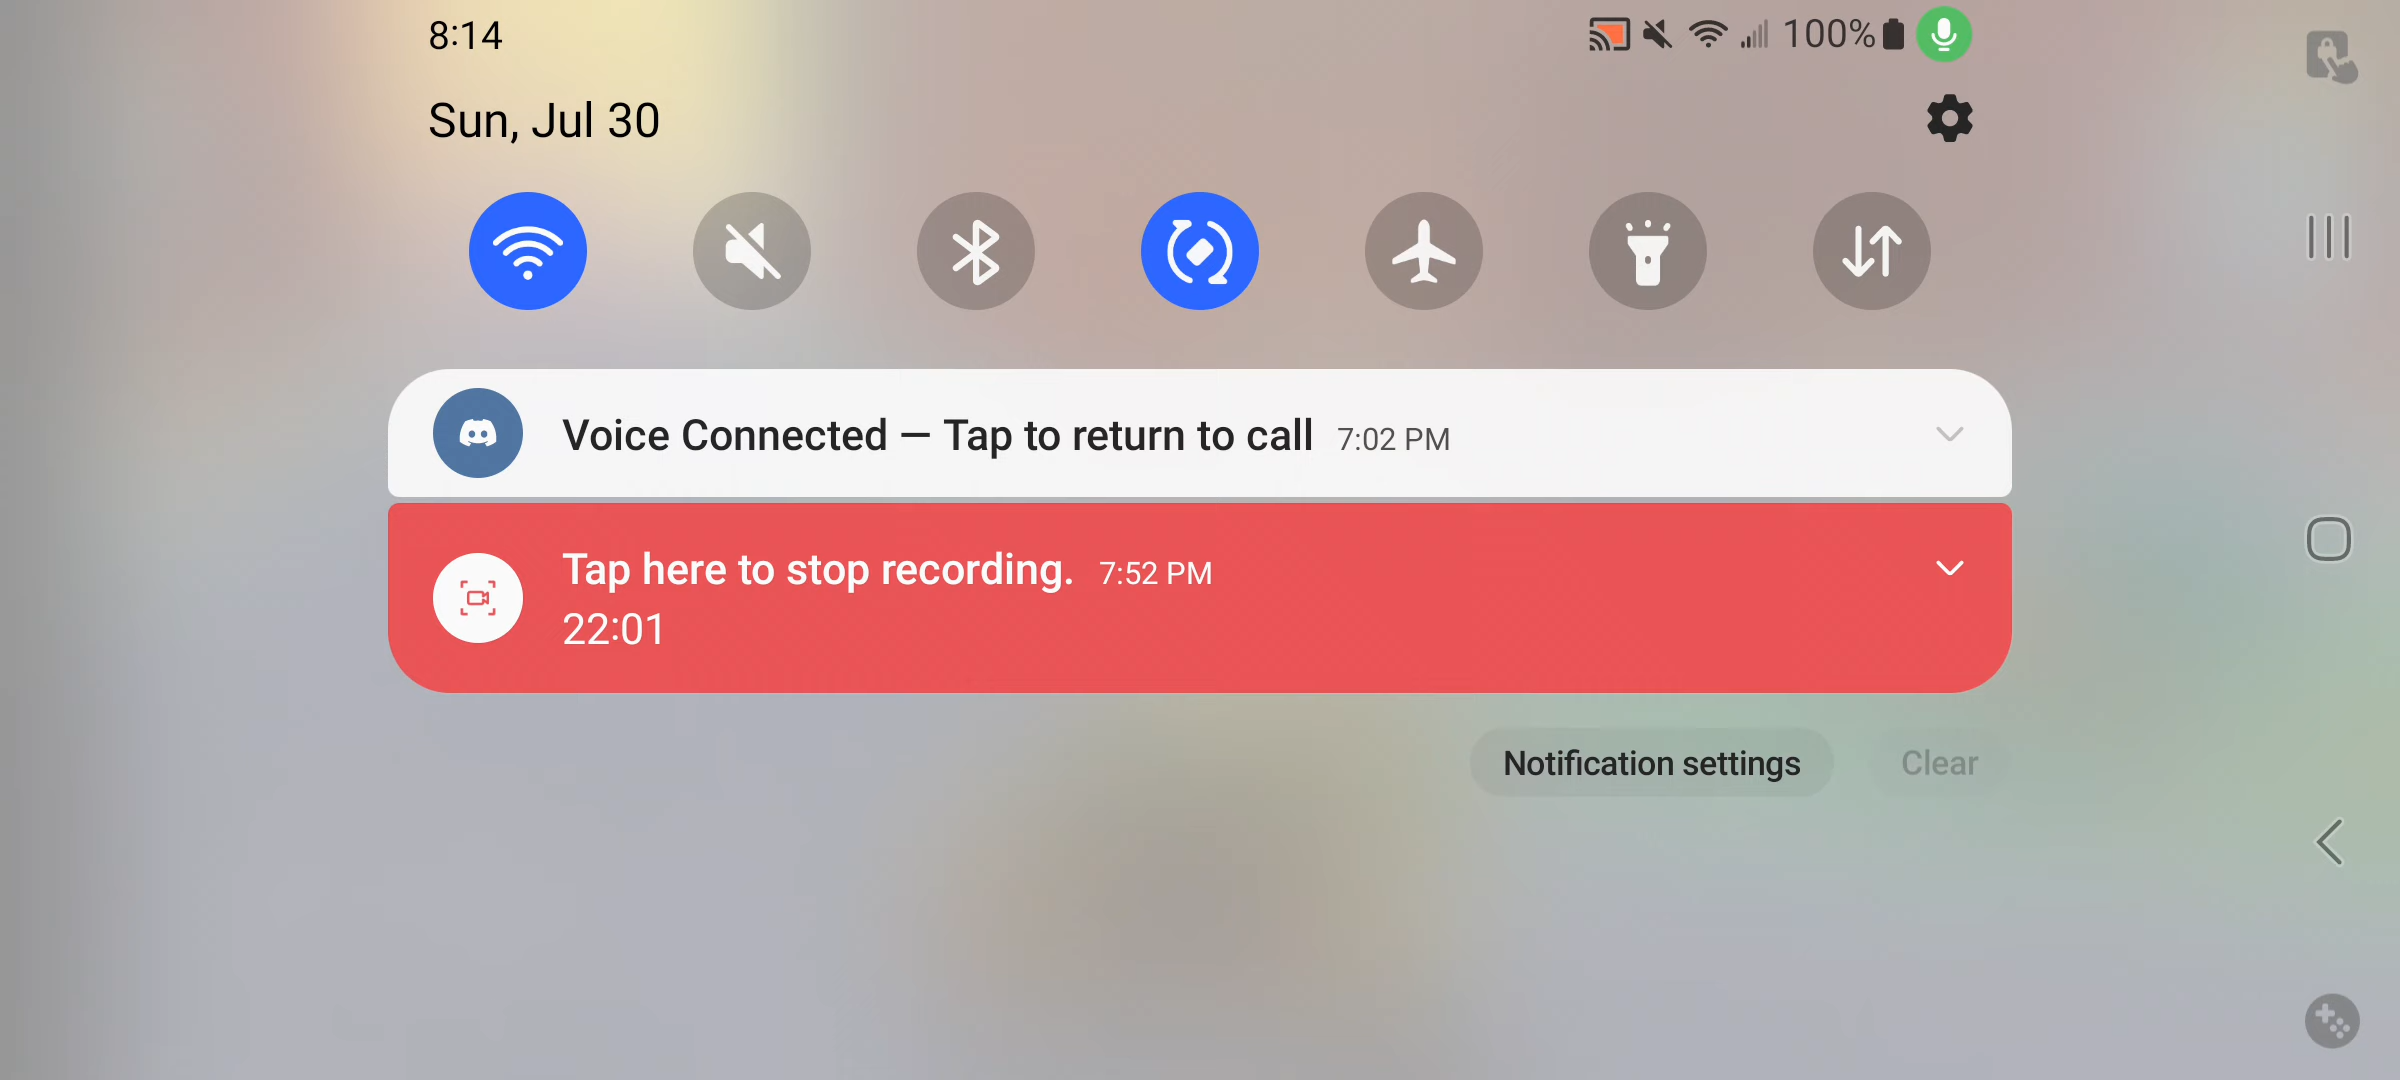 8:14
100%
Sun, Jul 30
Voice Connected — Tap to return to call 7:02 PM
Tap here to stop recording. 7:52 PM
22:01
Notification settings
Clear